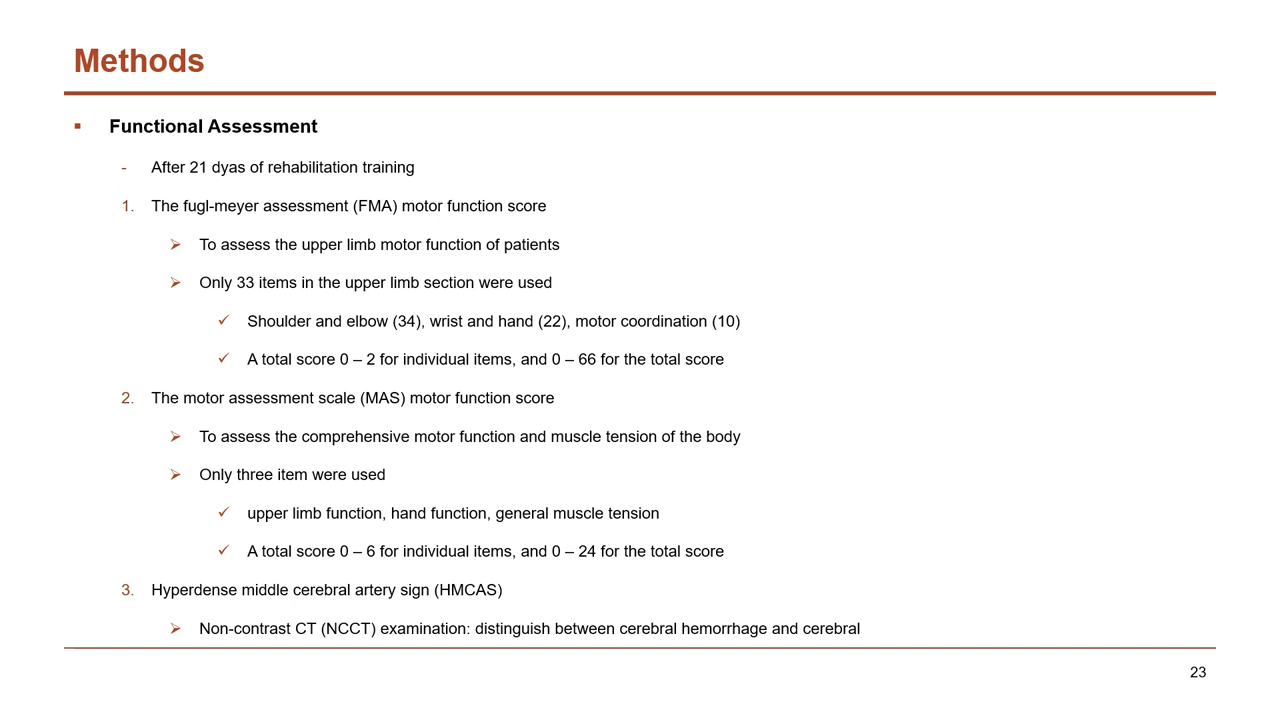 Methods
▪ Functional Assessment
- After 21 dyas of rehabilitation training
1. The fugl-meyer assessment (FMA) motor function score
➢ To assess the upper limb motor function of patients
➢ Only 33 items in the upper limb section were used
✓ Shoulder and elbow (34), wrist and hand (22), motor coordination (10)
✓ A total score 0 – 2 for individual items, and 0 – 66 for the total score
2. The motor assessment scale (MAS) motor function score
➢ To assess the comprehensive motor function and muscle tension of the body
➢ Only three item were used
✓ upper limb function, hand function, general muscle tension
✓ A total score 0 – 6 for individual items, and 0 – 24 for the total score
3. Hyperdense middle cerebral artery sign (HMCAS)
➢ Non-contrast CT (NCCT) examination: distinguish between cerebral hemorrhage and cerebral
23